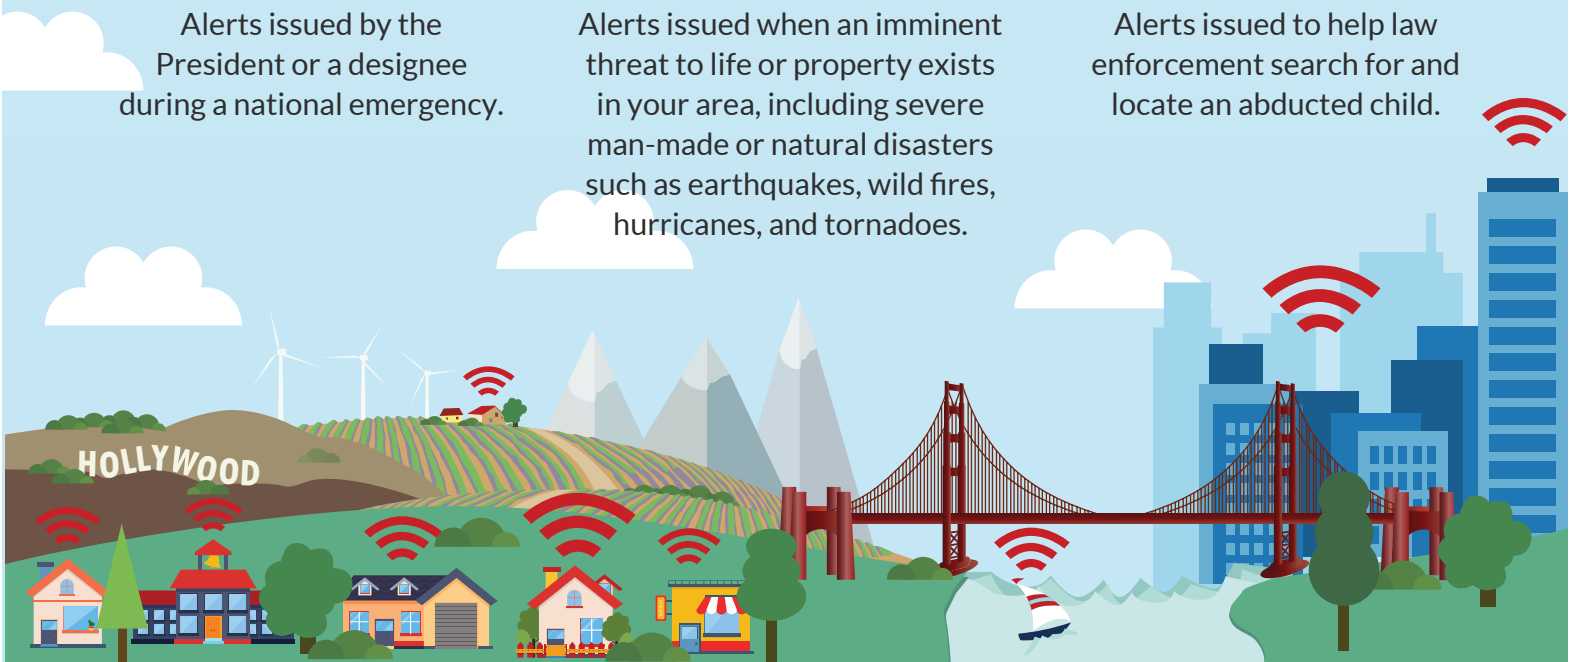 Alerts issued by the
President or a designee
during a national emergency.
Alerts issued when an imminent
threat to life or property exists
in your area, including severe
man-made or natural disasters
such as earthquakes, wild fires,
hurricanes, and tornadoes.
Alerts issued to help law
enforcement search for and
locate an abducted child.
HOLLYWOOD